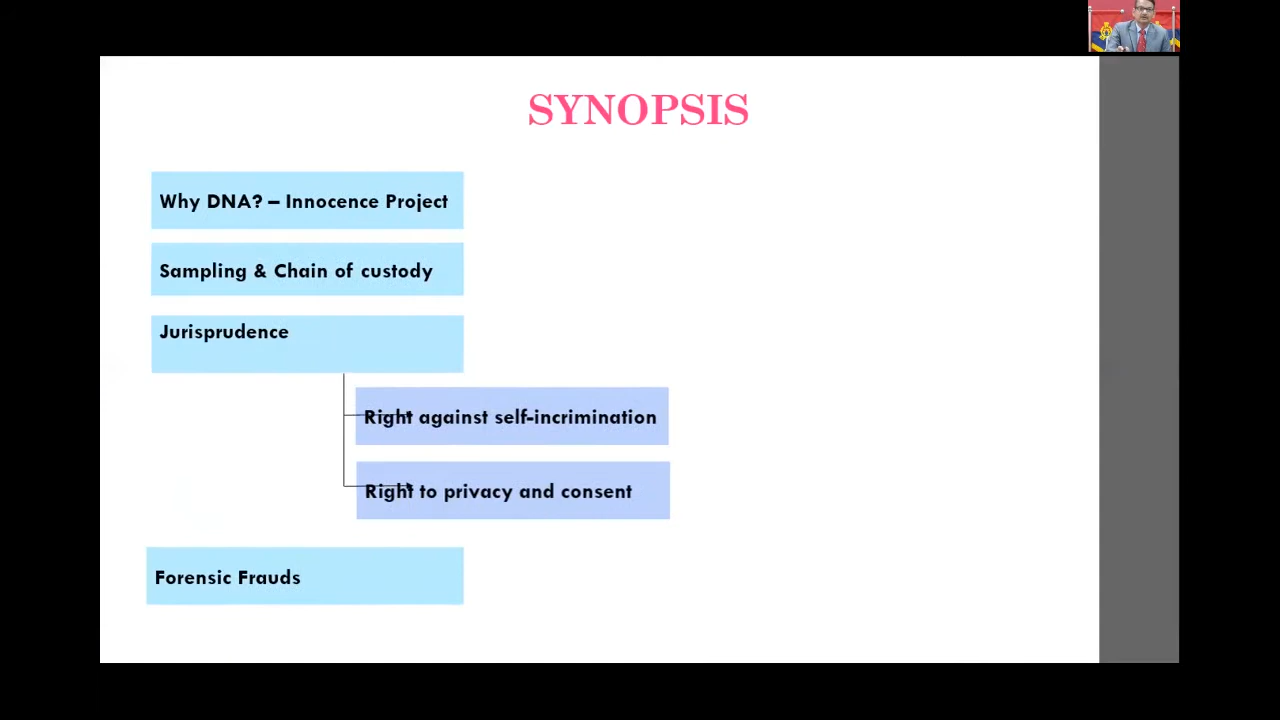 SYNOPSIS
Why DNA? – Innocence Project
Sampling & Chain of custody
Jurisprudence
Right against self-incrimination
Right to privacy and consent
Forensic Frauds